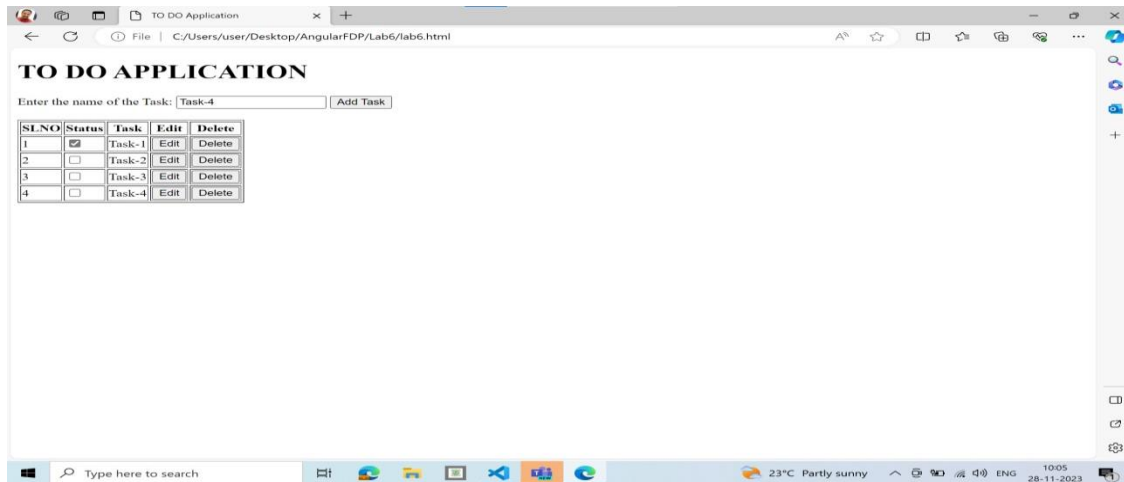 TO DO Application
File | C:/Users/user/Desktop/AngularFDP/Lab6/lab6.html
TO DO APPLICATION
Enter the name of the Task: Task-4 Add Task
SLNO Status Task Edit Delete
1 Task-1 Edit Delete
2 Task-2 Edit Delete
3 Task-3 Edit Delete
4 Task-4 Edit Delete
Type here to search 23°C Partly sunny ENG 10:05
28-11-2023